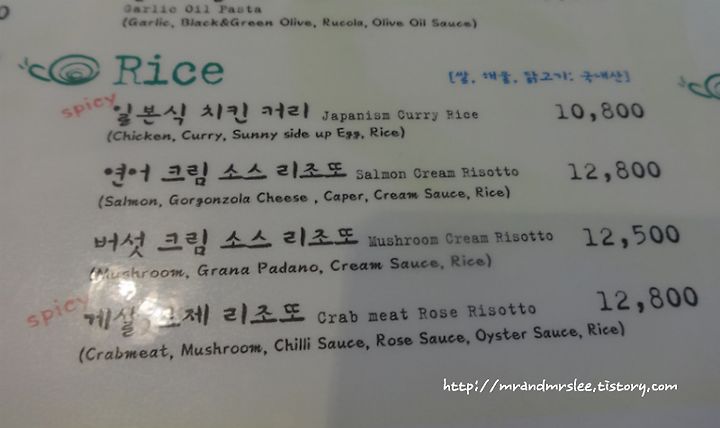 Garlic Oil Pasta
(Garlic, Black&Green Olive, Rucola, Olive Oil Sauce)
Rice
[쌀, 해물, 닭고기: 국내산]
spicy
일본식 치킨 커리 Japanism Curry Rice 10,800
(Chicken, Curry, Sunny side up Egg, Rice)
연어 크림 소스 리조또 Salmon Cream Risotto 12,800
(Salmon, Gorgonzola Cheese , Caper, Cream Sauce, Rice)
버섯 크림 소스 리조또 Mushroom Cream Risotto 12,500
(Mushroom, Grana Padano, Cream Sauce, Rice)
spicy
게살 로제 리조또 Crab meat Rose Risotto 12,800
(Crabmeat, Mushroom, Chilli Sauce, Rose Sauce, Oyster Sauce, Rice)
http://mrandmrslee.tistory.com